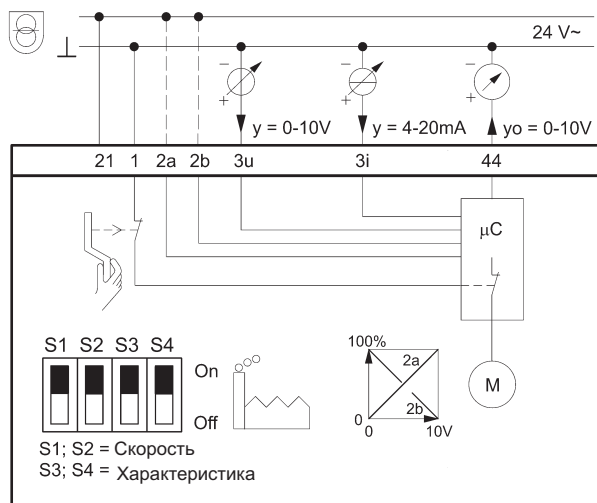 24 V~
y = 0-10V
y = 4-20mA
yo = 0-10V
21 1 2a 2b 3u 3i 44
μC
S1 S2 S3 S4
On
Off
100%
2a
2b
0
0 10V
M
S1; S2 = Скорость
S3; S4 = Характеристика